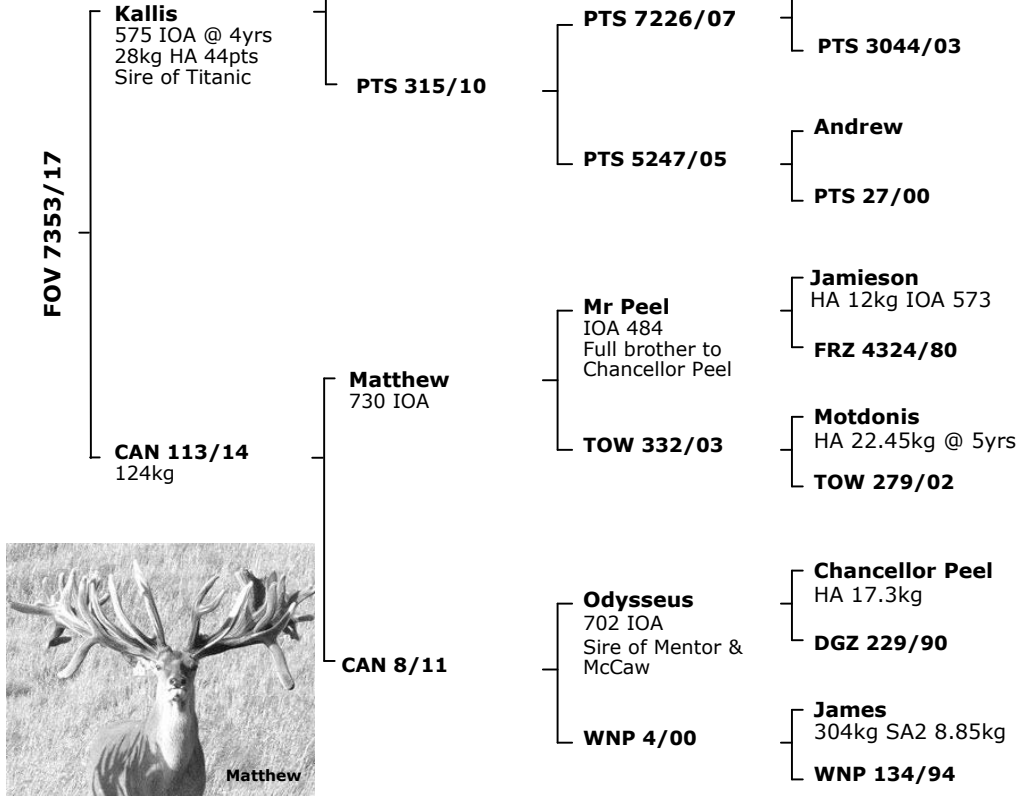 FOV 7353/17
Kallis
575 IOA @ 4yrs
28kg HA 44pts
Sire of Titanic
PTS 315/10
PTS 7226/07
PTS 3044/03
PTS 5247/05
Andrew
PTS 27/00
CAN 113/14
124kg
Matthew
730 IOA
Mr Peel
IOA 484
Full brother to
Chancellor Peel
Jamieson
HA 12kg IOA 573
FRZ 4324/80
TOW 332/03
Motdonis
HA 22.45kg @ 5yrs
TOW 279/02
CAN 8/11
Odysseus
702 IOA
Sire of Mentor &
McCaw
Chancellor Peel
HA 17.3kg
DGZ 229/90
WNP 4/00
James
304kg SA2 8.85kg
WNP 134/94
Matthew